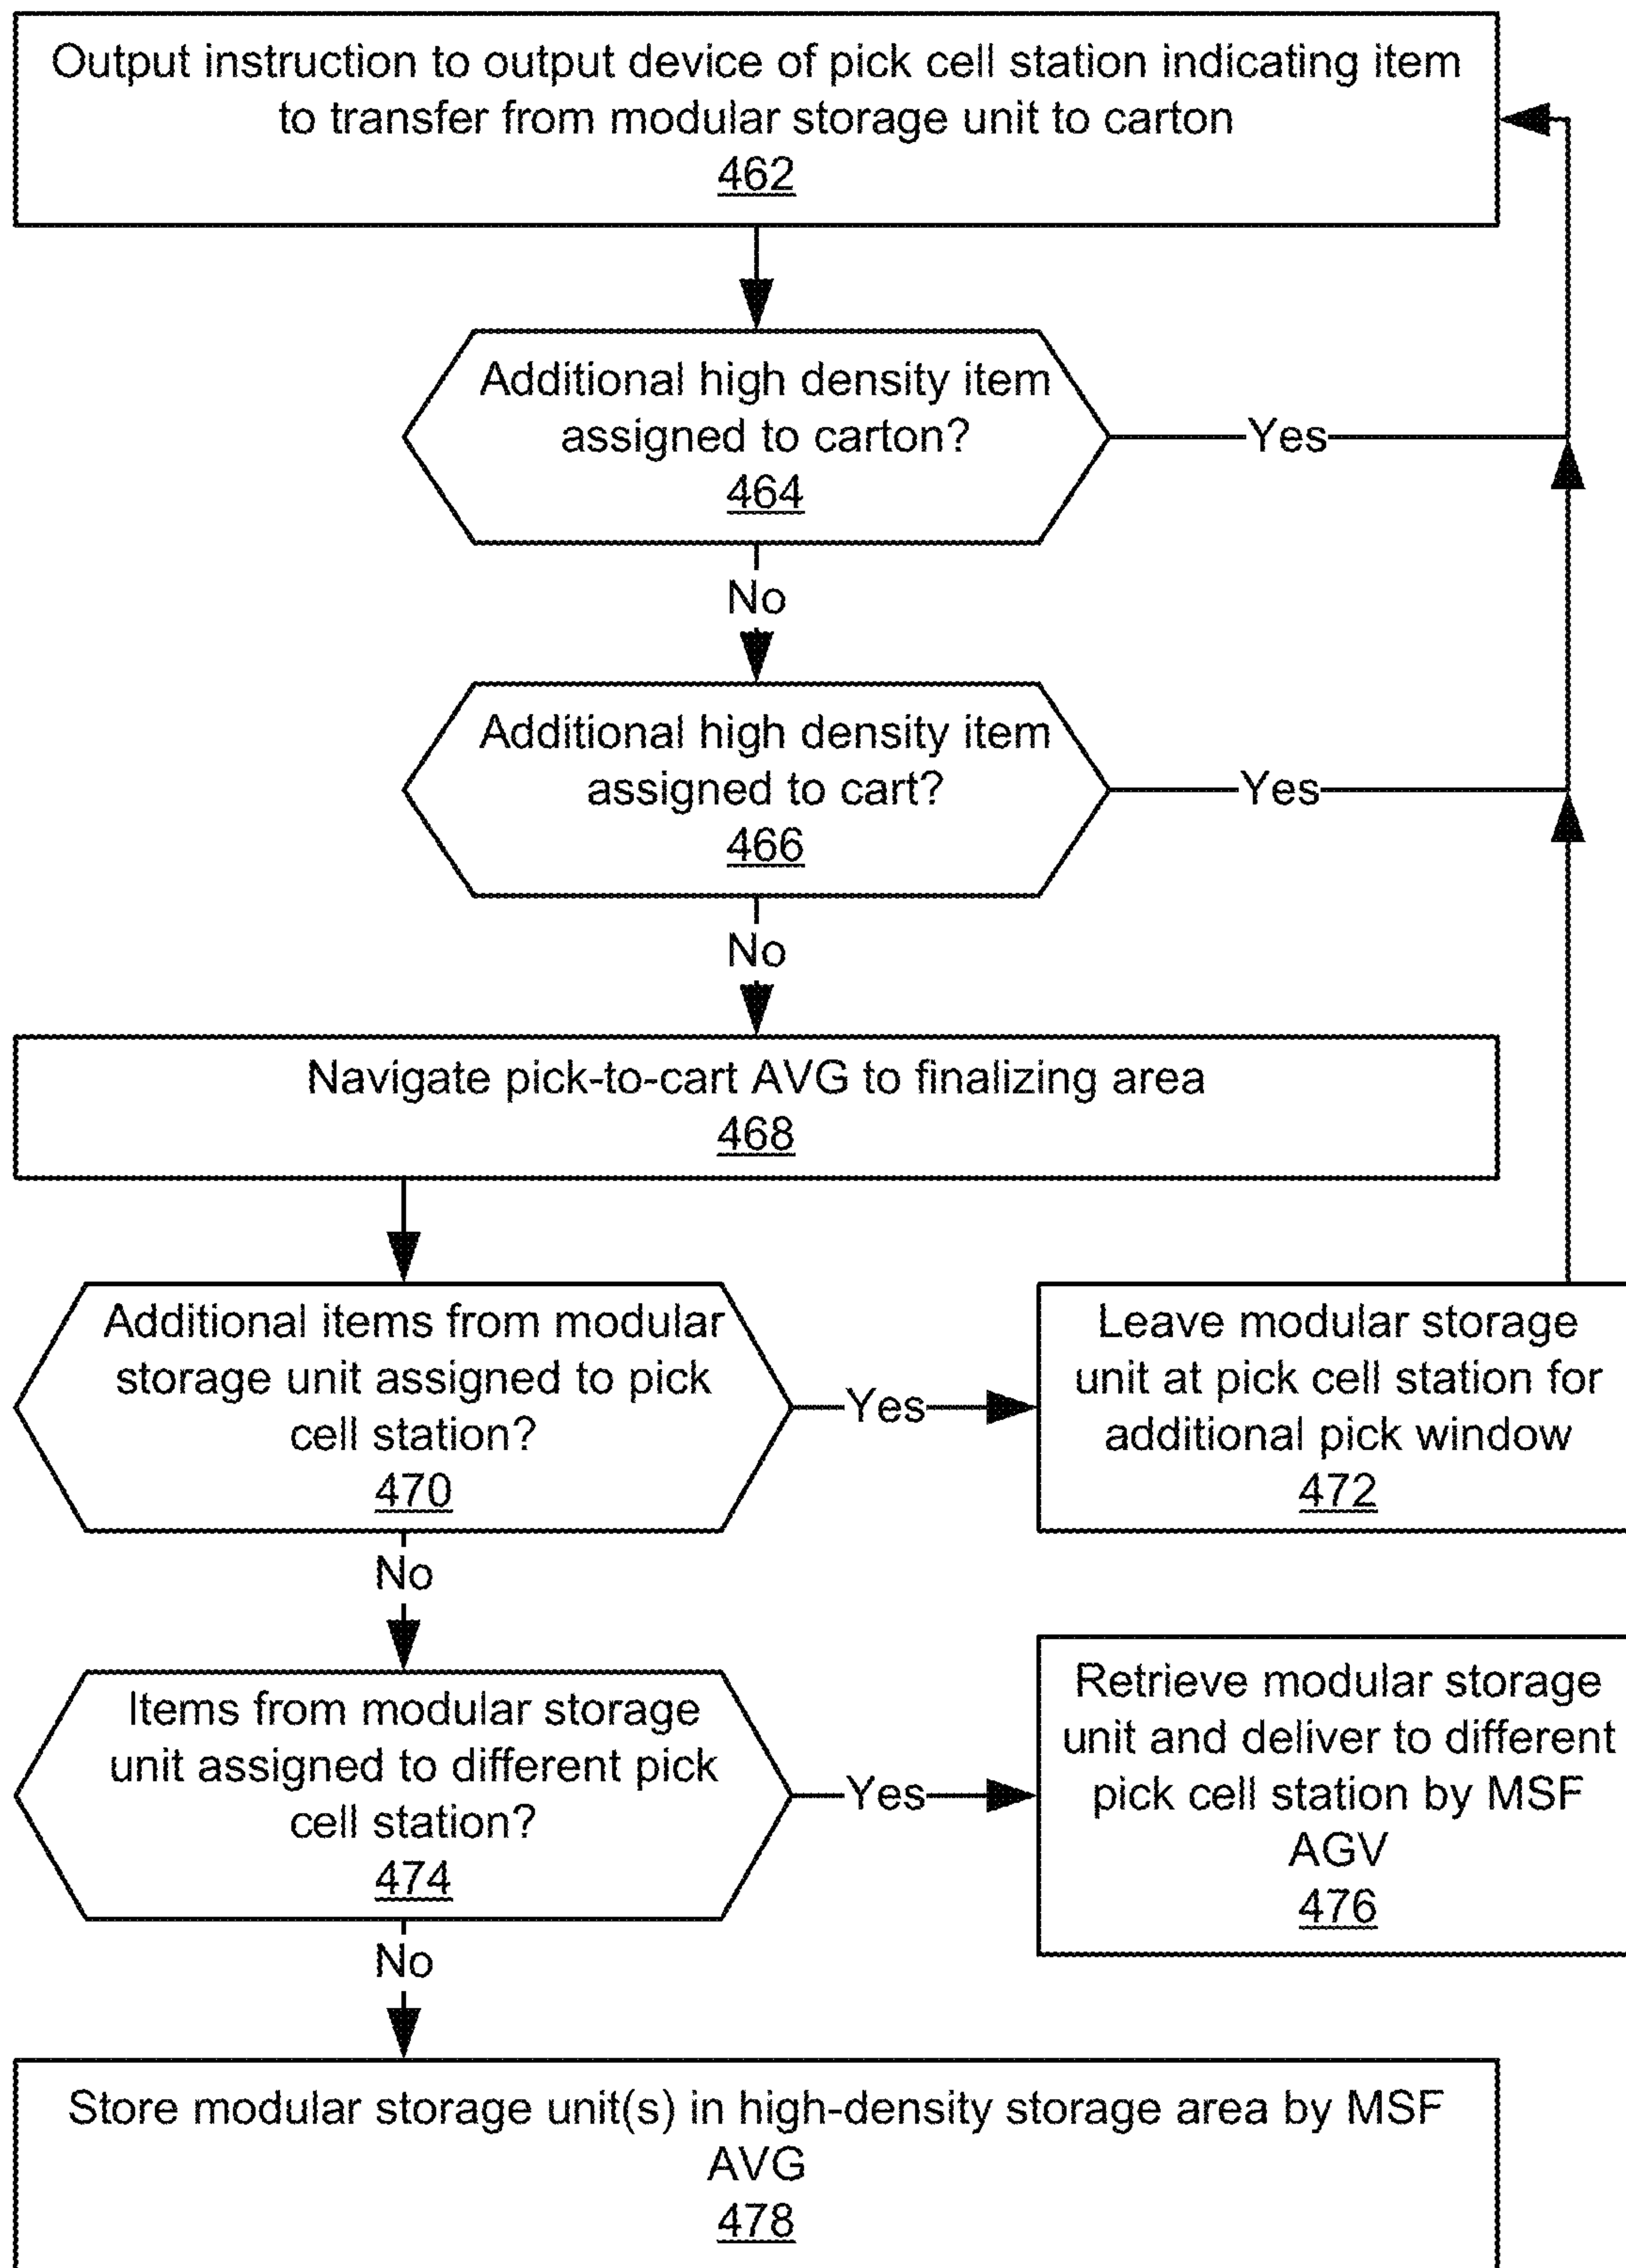 Output instruction to output device of pick cell station indicating item
to transfer from modular storage unit to carton
462
Additional high density item
assigned to carton?
464
Yes
No
Additional high density item
assigned to cart?
466
Yes
No
Navigate pick-to-cart AVG to finalizing area
468
Additional items from modular
storage unit assigned to pick
cell station?
470
Yes
Leave modular storage
unit at pick cell station for
additional pick window
472
No
Items from modular storage
unit assigned to different pick
cell station?
474
Yes
Retrieve modular storage
unit and deliver to different
pick cell station by MSF
AGV
476
No
Store modular storage unit(s) in high-density storage area by MSF
AVG
478